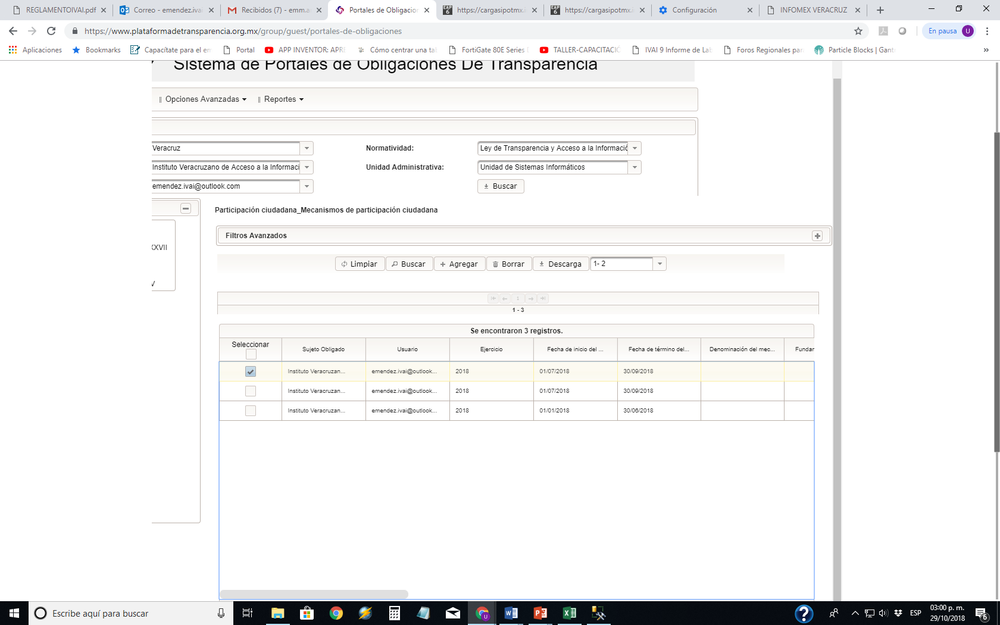 REGLAMENTOIVAI.pdf
Correo - emendez.ivai
Recibidos (7) - emm.a
Portales de Obligacion
https://cargasipotmx.i
https://cargasipotmx.i
Configuración
INFOMEX VERACRUZ
https://www.plataformadetransparencia.org.mx/group/guest/portales-de-obligaciones
En pausa U
Aplicaciones
Bookmarks
Capacítate para el em
Portal
APP INVENTOR: APRE
Cómo centrar una tab
FortiGate 80E Series
TALLER-CAPACITACIÓ
IVAI 9 Informe de Lab
Foros Regionales par
Particle Blocks | Gant
»
Sistema de Portales de Obligaciones De Transparencia
Opciones Avanzadas
Reportes
Veracruz
Normatividad:
Ley de Transparencia y Acceso a la Informació
Instituto Veracruzano de Acceso a la Informaci
Unidad Administrativa:
Unidad de Sistemas Informáticos
emendez.ivai@outlook.com
Buscar
Participación ciudadana_Mecanismos de participación ciudadana
XXVII
V
Filtros Avanzados
Limpiar Buscar Agregar Borrar Descarga 1- 2
1
1 - 3
Se encontraron 3 registros.
Seleccionar Sujeto Obligado Usuario Ejercicio Fecha de inicio del ... Fecha de término del... Denominación del mec... Fundar
Instituto Veracruzan... emendez.ivai@outlook... 2018 01/07/2018 30/09/2018
Instituto Veracruzan... emendez.ivai@outlook... 2018 01/07/2018 30/09/2018
Instituto Veracruzan... emendez.ivai@outlook... 2018 01/01/2018 30/06/2018
Escribe aquí para buscar
ESP
03:00 p. m.
29/10/2018
6